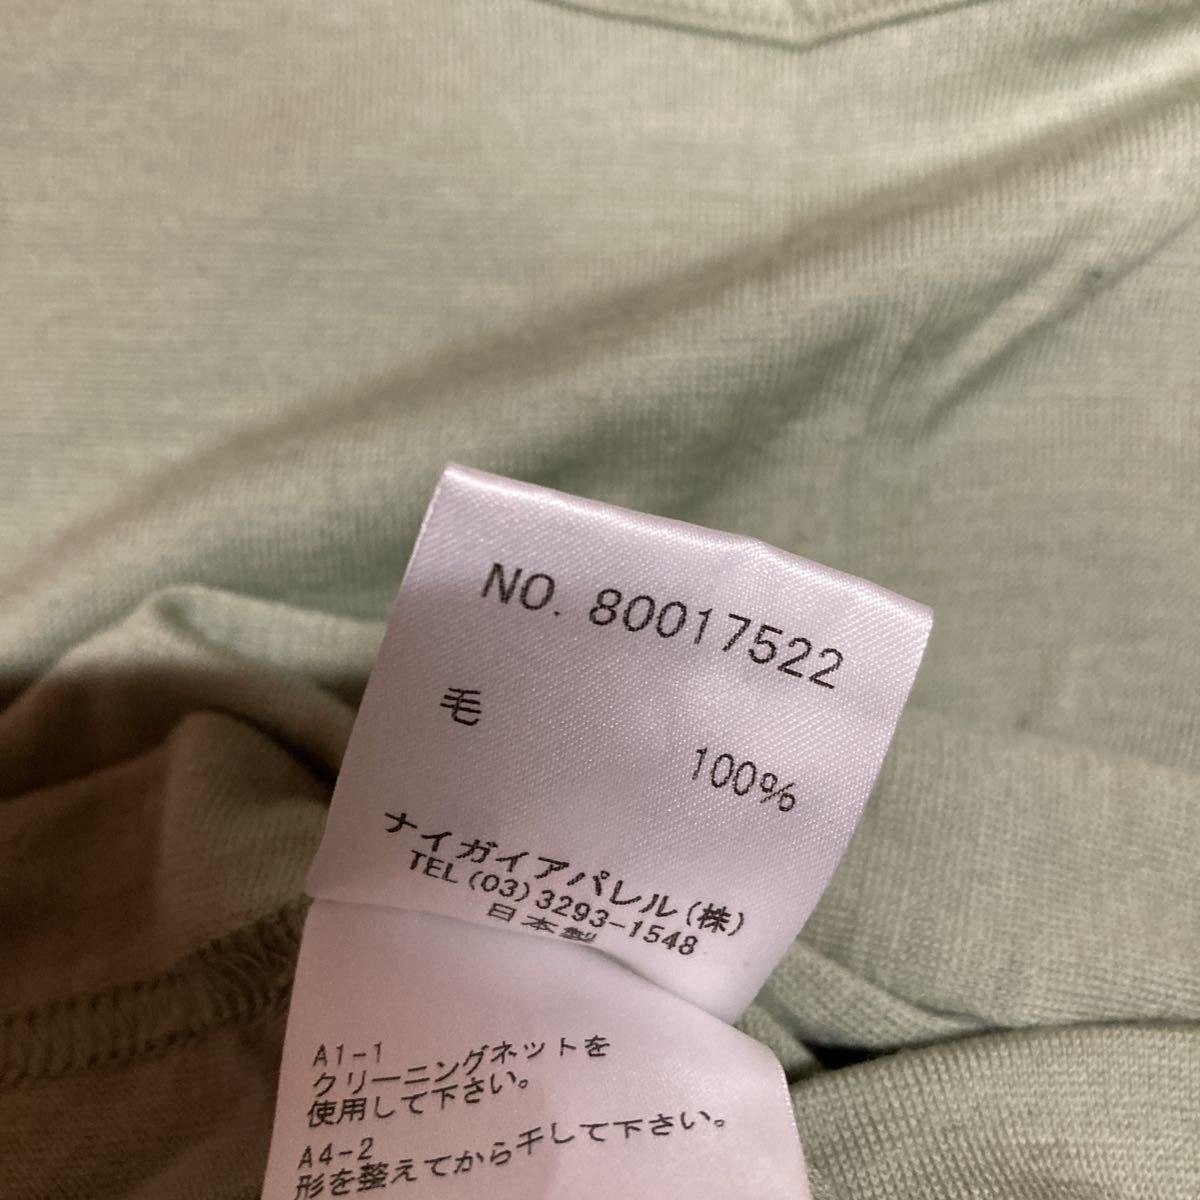 NO. 80017522
毛
100%
ナイガイアパレル(株)
TEL(03)3293-1548
日本製
A1-1
クリーニングネットを
使用して下さい。
A4-2
形を整えてから干して下さい。